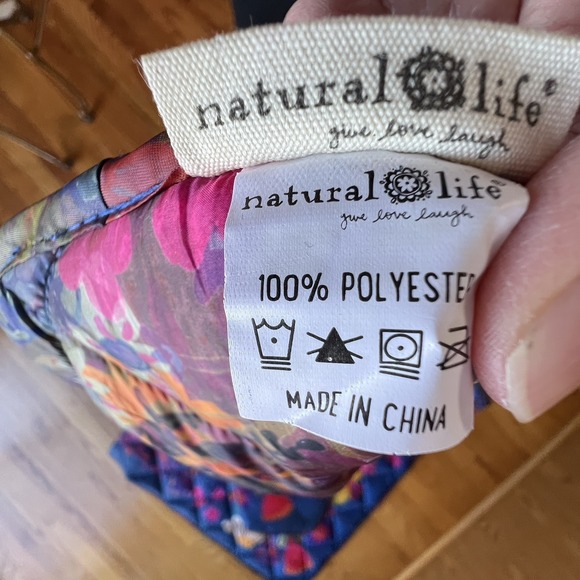 natural life®
give. love. laugh
natural life®
give love laugh
100% POLYESTE
MADE IN CHINA